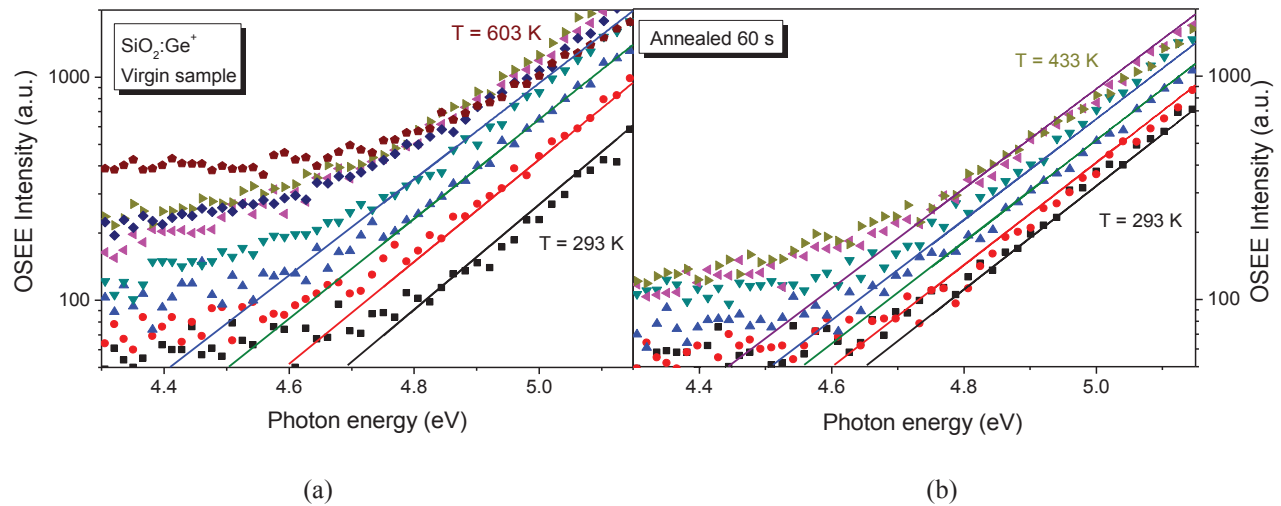 SiO₂:Ge⁺
Virgin sample
T = 603 K
T = 293 K
1000
100
OSEE Intensity (a.u.)
4.4 4.6 4.8 5.0
Photon energy (eV)
(a)
Annealed 60 s
T = 433 K
T = 293 K
1000
100
OSEE Intensity (a.u.)
4.4 4.6 4.8 5.0
Photon energy (eV)
(b)